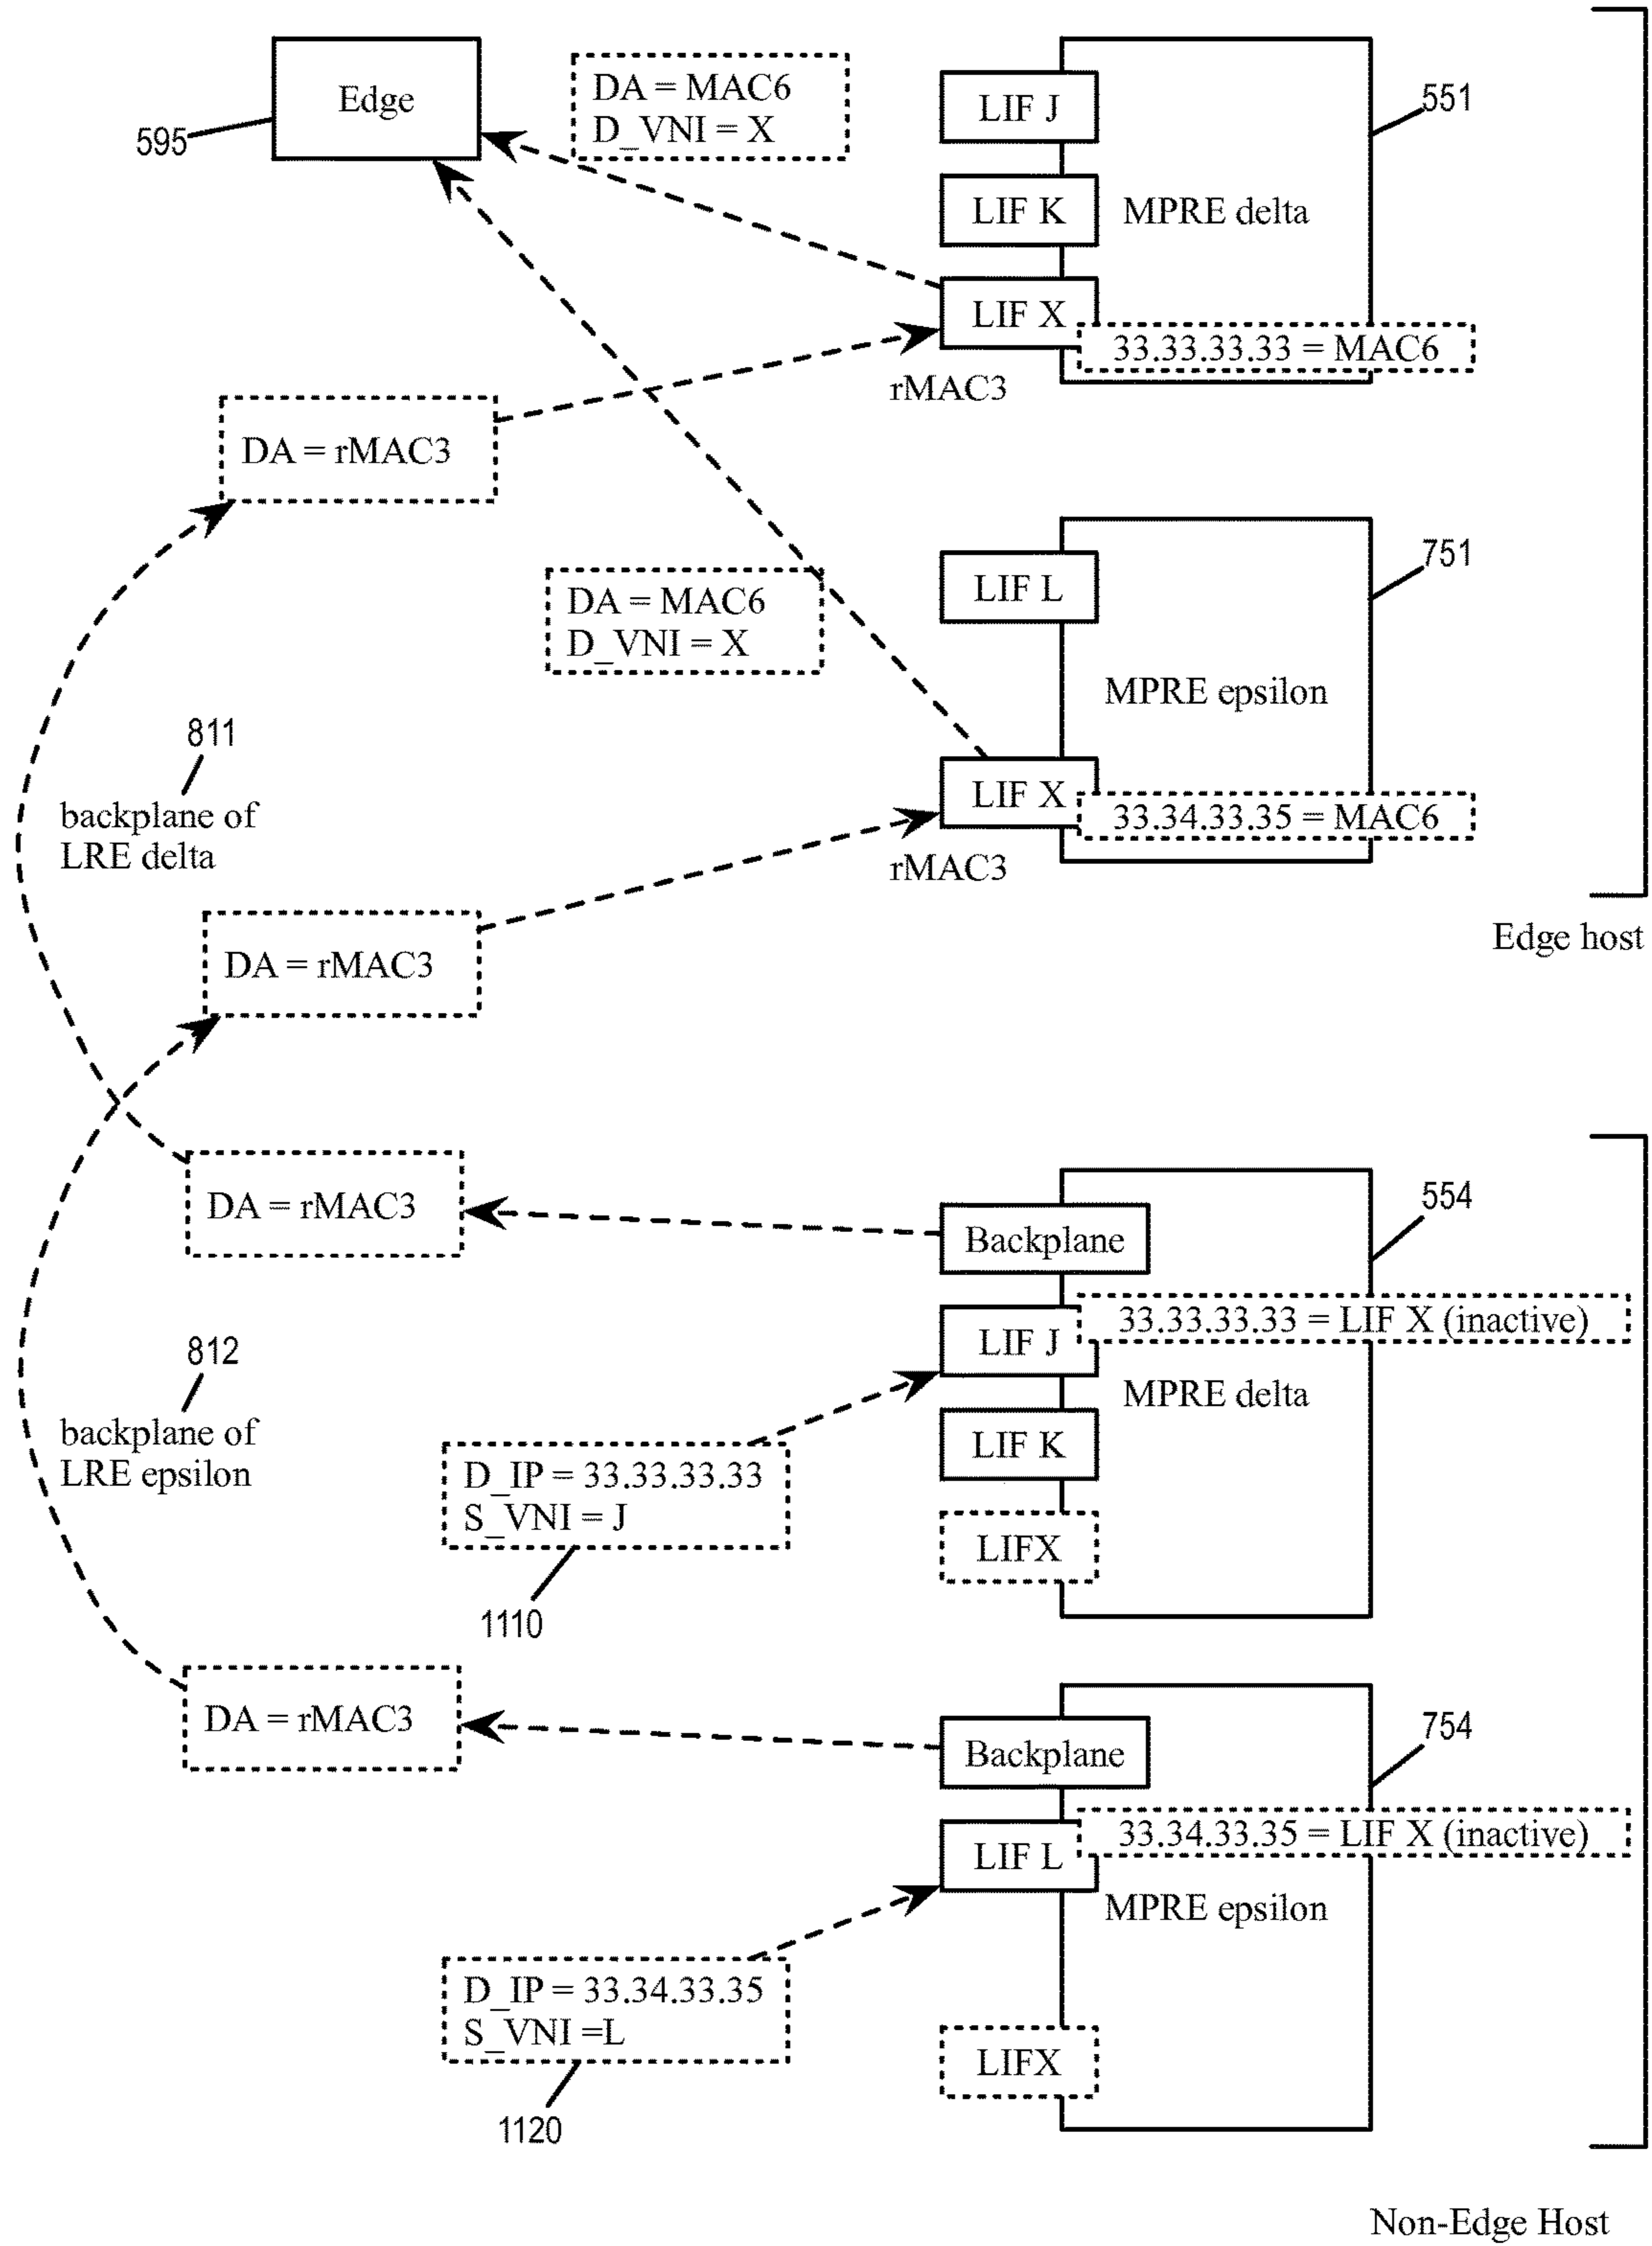 Edge
595
DA = MAC6
D_VNI = X
LIF J
551
LIF K
MPRE delta
LIF X
33.33.33.33 = MAC6
rMAC3
DA = rMAC3
LIF L
751
DA = MAC6
D_VNI = X
MPRE epsilon
811
backplane of
LRE delta
LIF X
33.34.33.35 = MAC6
rMAC3
DA = rMAC3
Edge host
DA = rMAC3
Backplane
554
33.33.33.33 = LIF X (inactive)
LIF J
812
backplane of
LRE epsilon
MPRE delta
LIF K
D_IP = 33.33.33.33
S_VNI = J
LIFX
1110
DA = rMAC3
Backplane
754
33.34.33.35 = LIF X (inactive)
LIF L
MPRE epsilon
D_IP = 33.34.33.35
S_VNI =L
LIFX
1120
Non-Edge Host